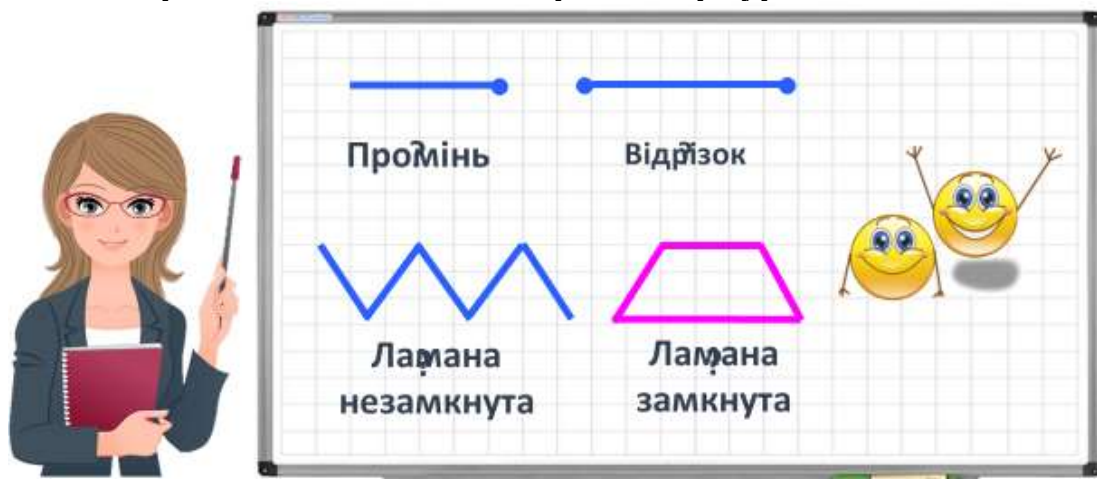 Промінь
Відрізок
Ламана
незамкнута
Ламана
замкнута